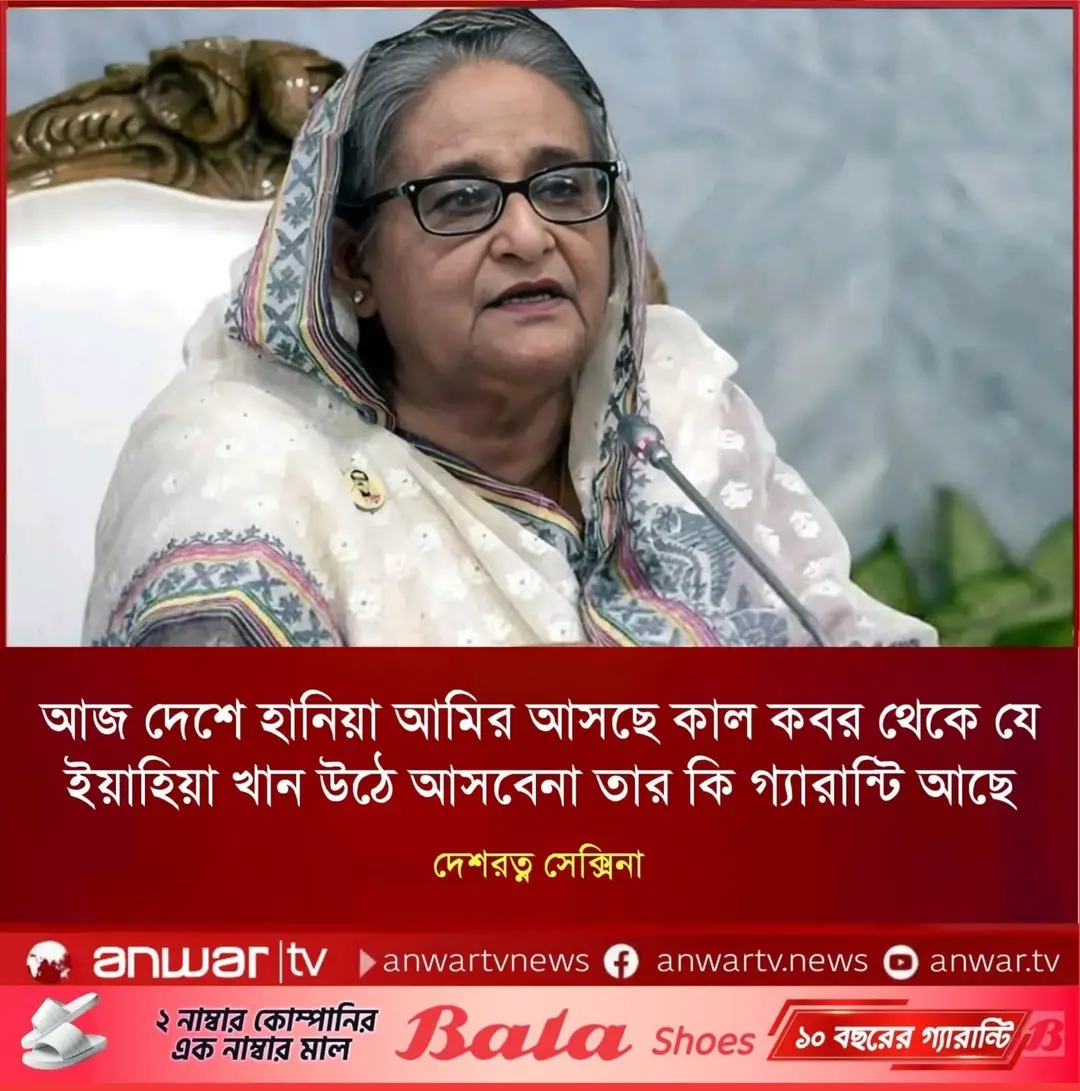 আজ দেশে হানিয়া আমির আসছে কাল কবর থেকে যে
ইয়াহিয়া খান উঠে আসবেনা তার কি গ্যারান্টি আছে
দেশরত্ন সেক্সিনা
anwar|tv anwartvnews anwartv.news anwar.tv
২ নাম্বার কোম্পানির
এক নাম্বার মাল
Bala Shoes
১০ বছরের গ্যারান্টি B